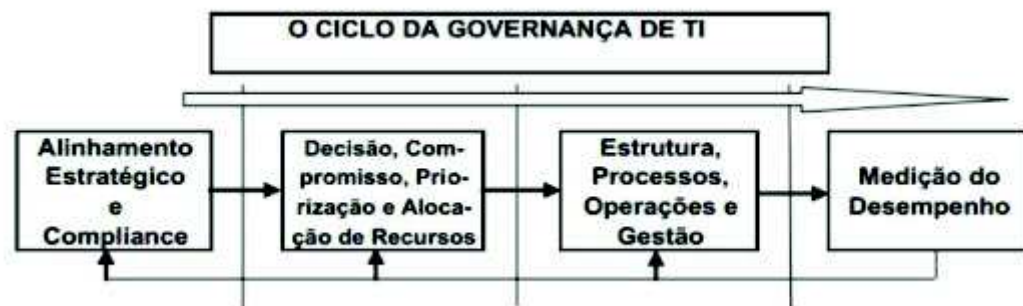 O CICLO DA GOVERNANÇA DE TI
Alinhamento
Estratégico
e
Compliance
Decisão, Com-
promisso, Prio-
rização e Aloca-
ção de Recursos
Estrutura,
Processos,
Operações e
Gestão
Medição do
Desempenho